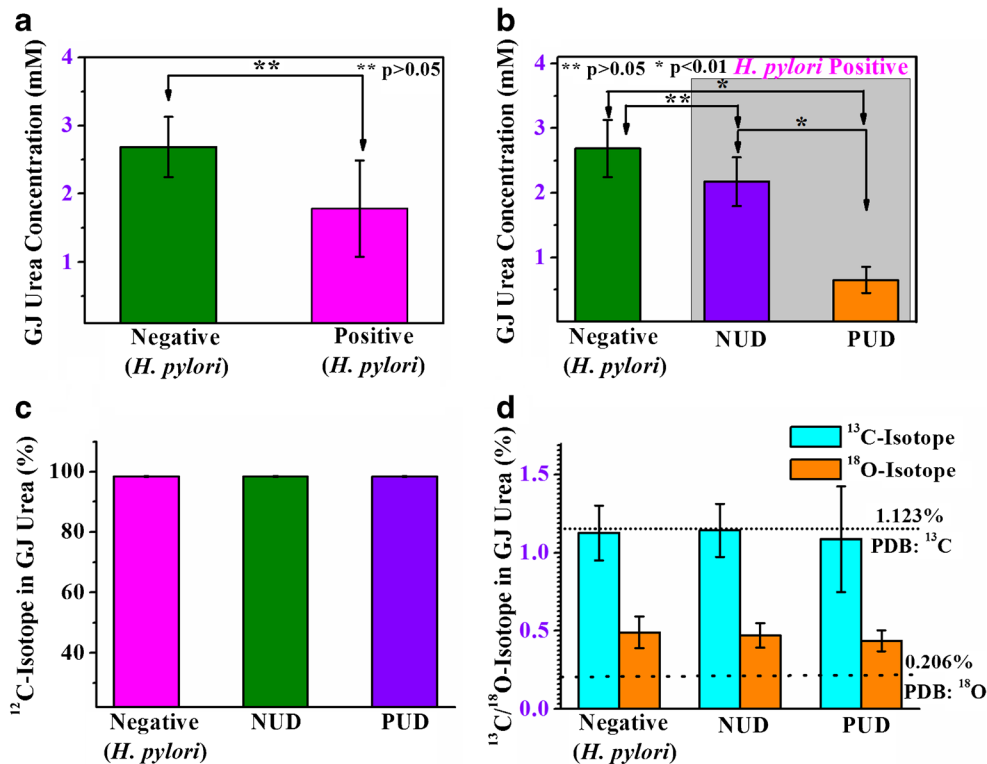 a
GJ Urea Concentration (mM)
4
3
2
1
**
** p>0.05
Negative
(H. pylori)
Positive
(H. pylori)
b
GJ Urea Concentration (mM)
4
3
2
1
** p>0.05 * p<0.01 H. pylori Positive
*
**
*
Negative
(H. pylori)
NUD
PUD
c
¹²C-Isotope in GJ Urea (%)
100
80
60
40
Negative
(H. pylori)
NUD
PUD
d
¹³C/¹⁸O-Isotope in GJ Urea (%)
1.5
1.0
0.5
0.0
¹³C-Isotope
¹⁸O-Isotope
1.123%
PDB: ¹³C
0.206%
PDB: ¹⁸O
Negative
(H. pylori)
NUD
PUD